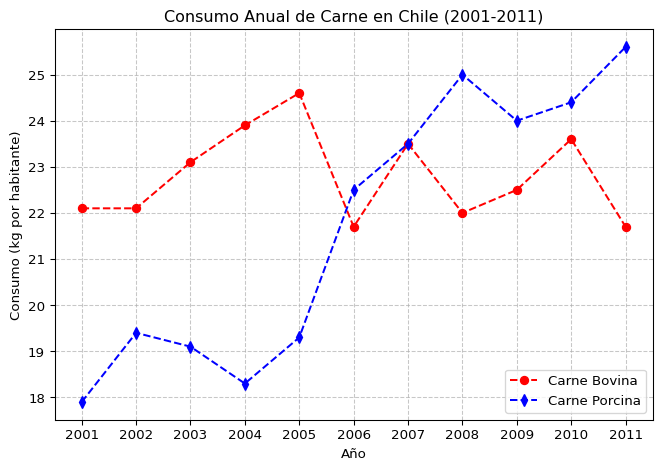 Consumo Anual de Carne en Chile (2001-2011)
Consumo (kg por habitante)
25
24
23
22
21
20
19
18
Carne Bovina
Carne Porcina
2001 2002 2003 2004 2005 2006 2007 2008 2009 2010 2011
Año